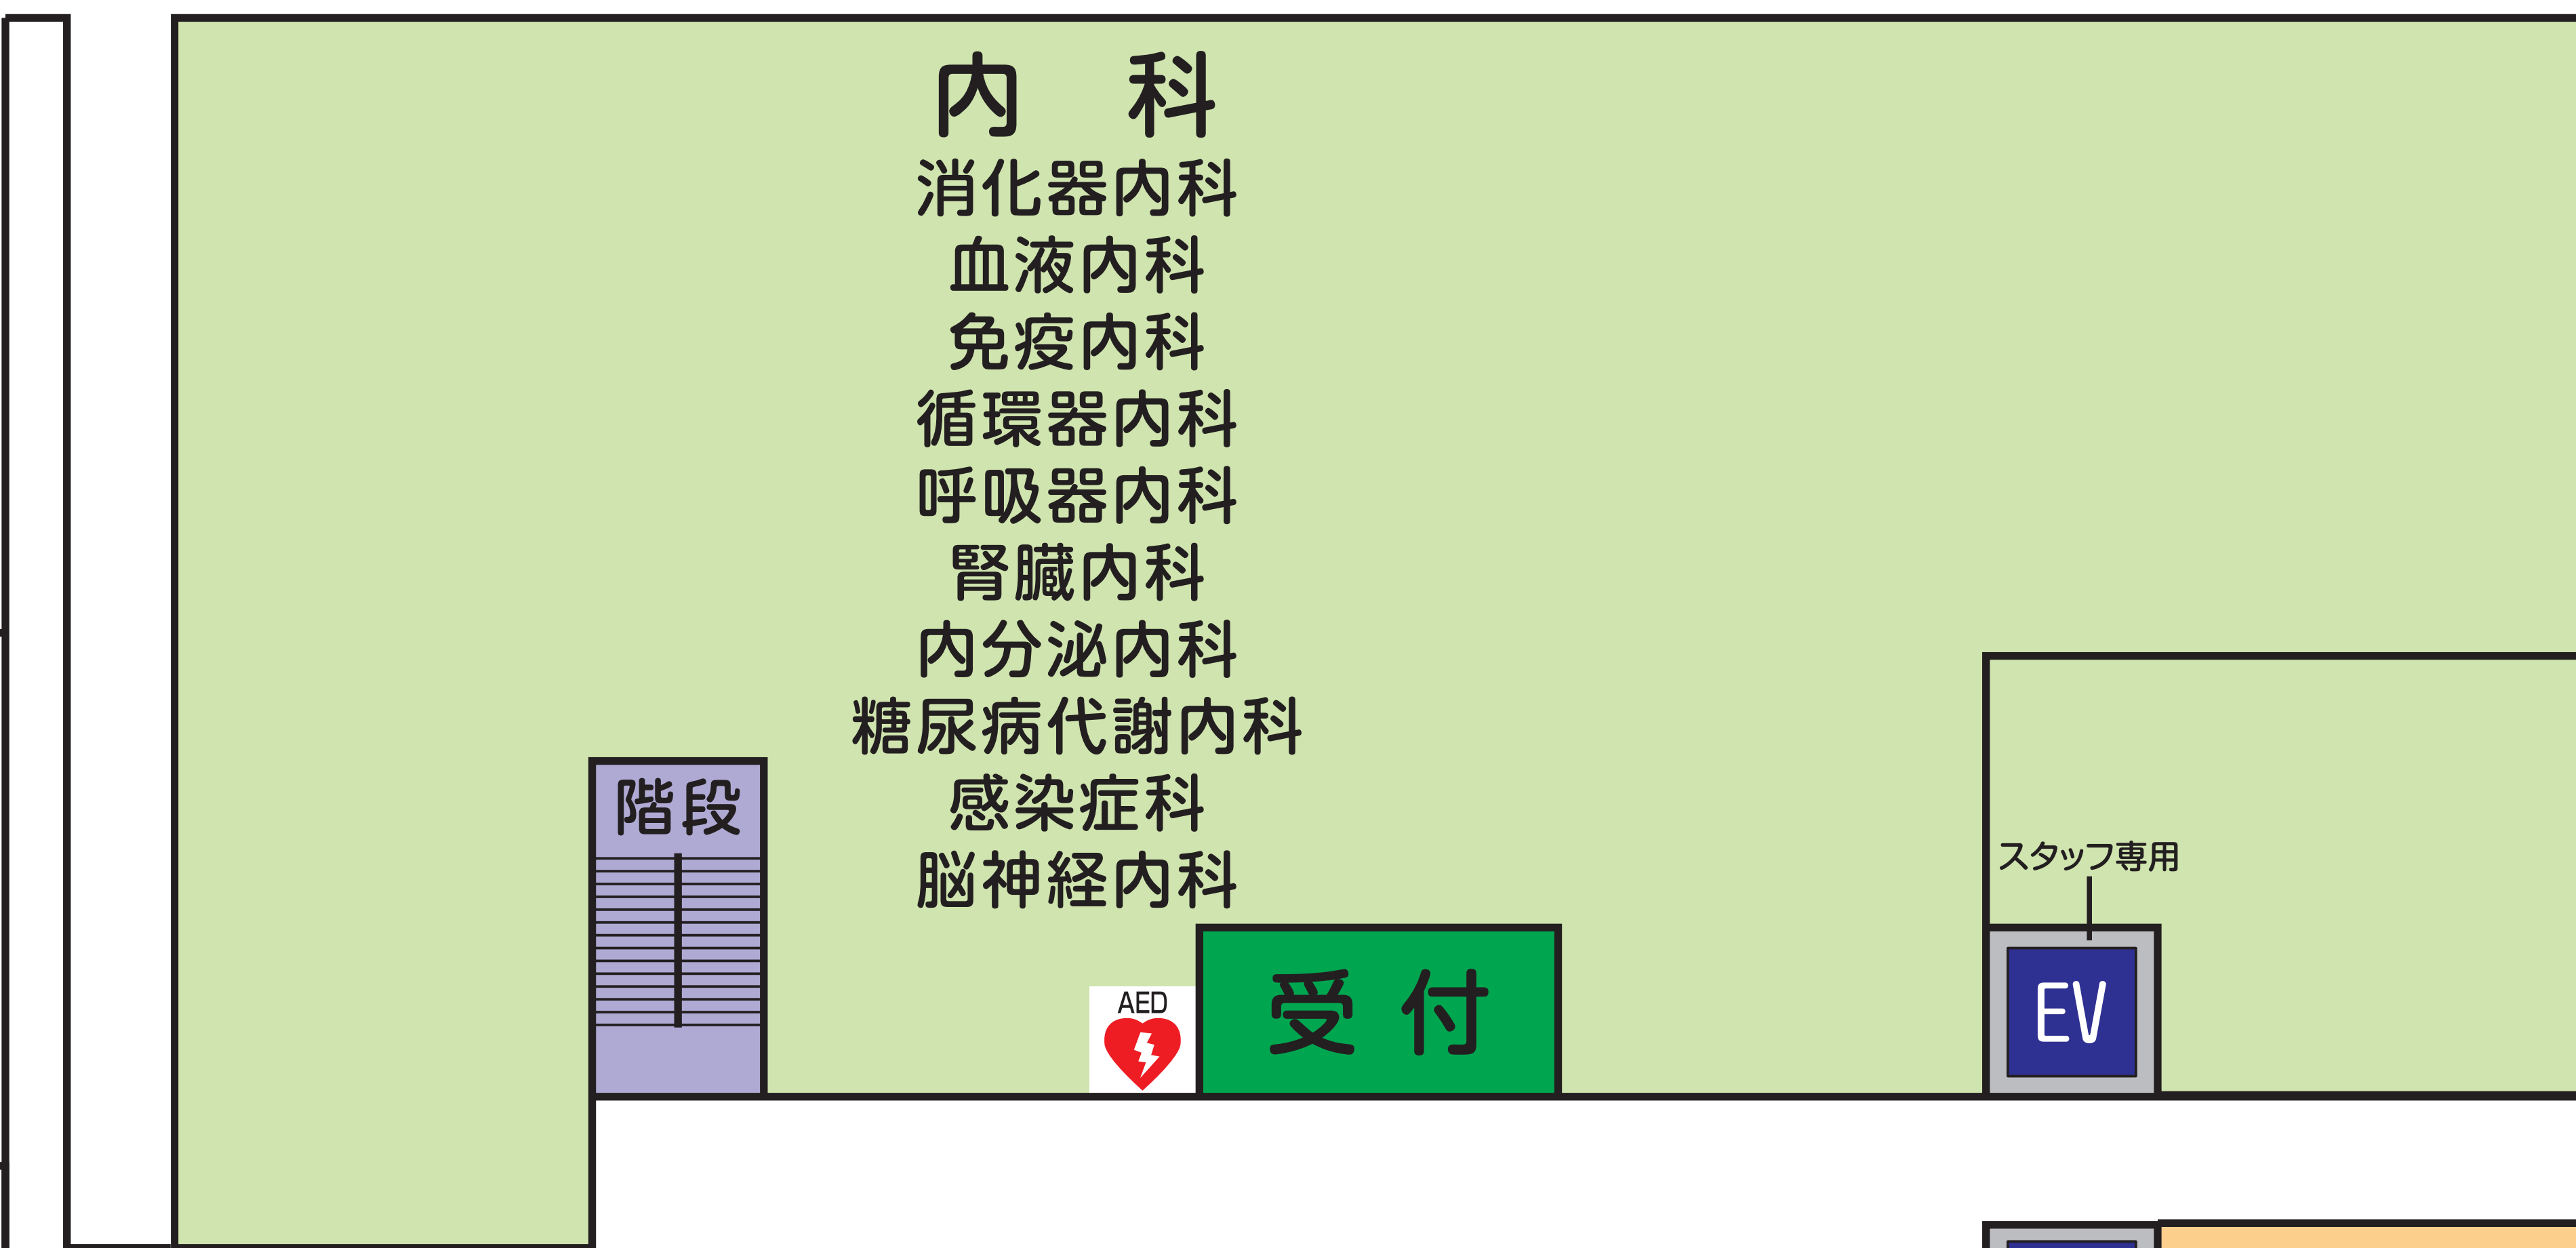 内　科
消化器内科
血液内科
免疫内科
循環器内科
呼吸器内科
腎臓内科
内分泌内科
糖尿病代謝内科
感染症科
脳神経内科
階段
スタッフ専用
AED
受 付
EV